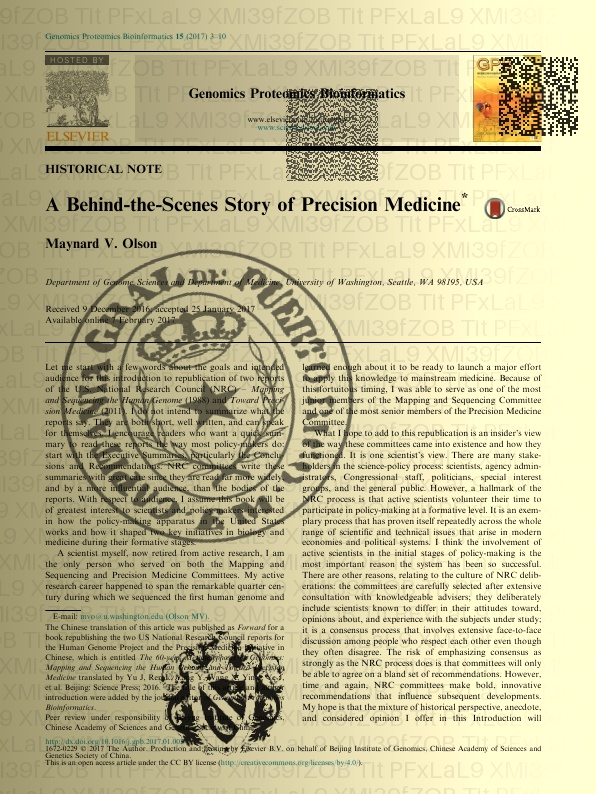 Genomics Proteomics Bioinformatics 15 (2017) 3–10
HOSTED BY
ELSEVIER
Genomics Proteomics Bioinformatics
HISTORICAL NOTE
A Behind-the-Scenes Story of Precision Medicine*
CrossMark
Maynard V. Olson
Department of Genome Sciences and Department of Medicine, University of Washington, Seattle, WA 98195, USA
Received 9 December 2016; accepted 25 January 2017
Available online 7 February 2017
Let me start with a few words about the goals and intended
audience for this introduction to republication of two reports
of the U.S. National Research Council (NRC) – Mapping
and Sequencing the Human Genome (1988) and Toward Preci-
sion Medicine (2011). I do not intend to summarize what the
reports say. They are both short, well written, and can speak
for themselves. I encourage readers who want a quick sum-
mary to read these reports the way most policy-makers do:
start with the Executive Summaries, particularly the Conclu-
sions and Recommendations. NRC committees write these
summaries with great care since they are read far more widely
and by a more influential audience, than the bodies of the
reports. With respect to audience, I assume this book will be
of greatest interest to scientists and policy-makers interested
in how the policy-making apparatus in the United States
works and how it shaped two key initiatives in biology and
medicine during their formative stages.
A scientist myself, now retired from active research, I am
the only person who served on both the Mapping and
Sequencing and Precision Medicine Committees. My active
research career happened to span the remarkable quarter cen-
tury during which we sequenced the first human genome and
E-mail: mvo@u.washington.edu (Olson MV).
The Chinese translation of this article was published as Forward for a
book republishing the two US National Research Council reports for
the Human Genome Project and the Precision Medicine Initiative in
Chinese, which is entitled The 60-year
Mapping and Sequencing the Human
Medicine translated by Yu J, Ren
et al. Beijing: Science Press; 2016. The
introduction were added by the
Bioinformatics.
Peer review responsibility of Beijing Institute of Genomics,
Chinese Academy of Sciences and Genetics Society of China.
learned enough about it to be ready to launch a major effort
to apply this knowledge to mainstream medicine. Because of
this fortuitous timing, I was able to serve as one of the most
junior members of the Mapping and Sequencing Committee
and one of the most senior members of the Precision Medicine
Committee.
What I hope to add to this republication is an insider's view
of the way these committees came into existence and how they
functioned. It is one scientist's view. There are many stake-
holders in the science-policy process: scientists, agency admin-
istrators, Congressional staff, politicians, special interest
groups, and the general public. However, a hallmark of the
NRC process is that active scientists volunteer their time to
participate in policy-making at a formative level. It is an exem-
plary process that has proven itself repeatedly across the whole
range of scientific and technical issues that arise in modern
economies and political systems. I think the involvement of
active scientists in the initial stages of policy-making is the
most important reason the system has been so successful.
There are other reasons, relating to the culture of NRC delib-
erations: the committees are carefully selected after extensive
consultation with knowledgeable advisers; they deliberately
include scientists known to differ in their attitudes toward,
opinions about, and experience with the subjects under study;
it is a consensus process that involves extensive face-to-face
discussion among people who respect each other even though
they often disagree. The risk of emphasizing consensus as
strongly as the NRC process does is that committees will only
be able to agree on a bland set of recommendations. However,
time and again, NRC committees make bold, innovative
recommendations that influence subsequent developments.
My hope is that the mixture of historical perspective, anecdote,
and considered opinion I offer in this Introduction will
http://dx.doi.org/10.1016/j.gpb.2017.01.00
1672-0229 © 2017 The Author. Production and hosting by Elsevier B.V. on behalf of Beijing Institute of Genomics, Chinese Academy of Sciences and
Genetics Society of China.
This is an open access article under the CC BY license (http://creativecommons.org/licenses/by/4.0/).